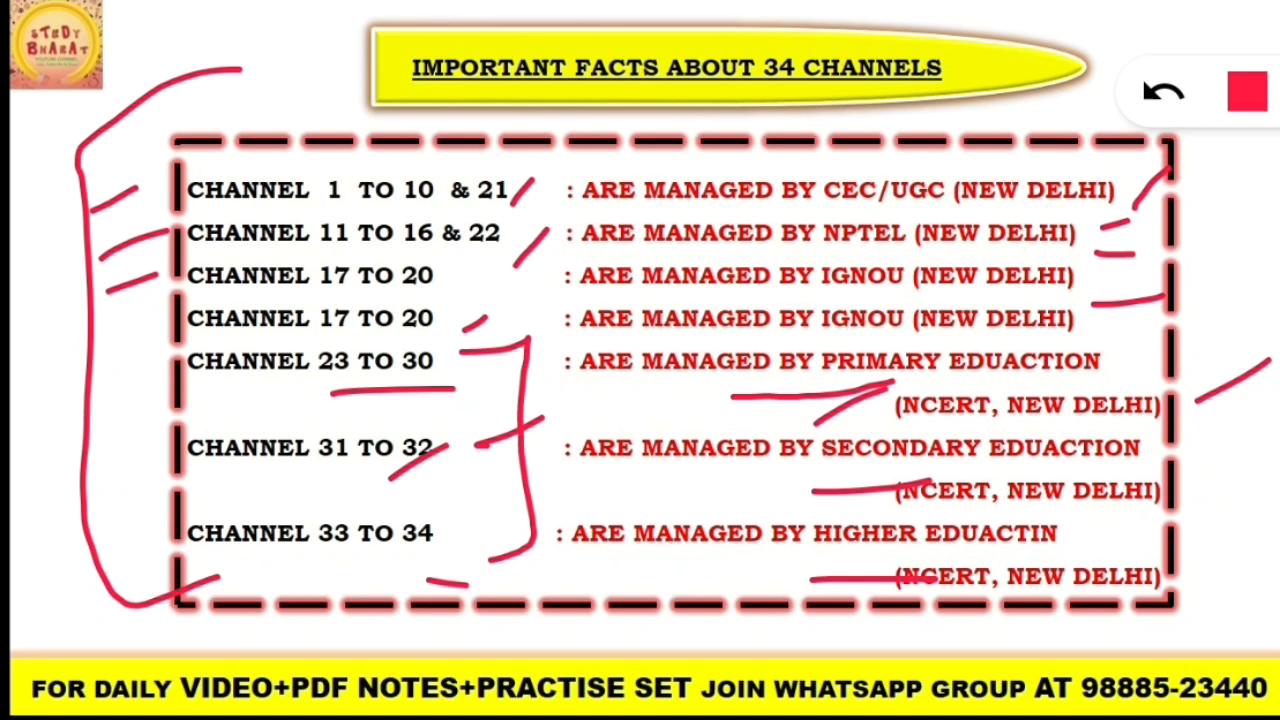 STUDY
BHARAT
IMPORTANT FACTS ABOUT 34 CHANNELS
CHANNEL 1 TO 10 & 21 : ARE MANAGED BY CEC/UGC (NEW DELHI)
CHANNEL 11 TO 16 & 22 : ARE MANAGED BY NPTEL (NEW DELHI)
CHANNEL 17 TO 20 : ARE MANAGED BY IGNOU (NEW DELHI)
CHANNEL 17 TO 20 : ARE MANAGED BY IGNOU (NEW DELHI)
CHANNEL 23 TO 30 : ARE MANAGED BY PRIMARY EDUACTION
(NCERT, NEW DELHI)
CHANNEL 31 TO 32 : ARE MANAGED BY SECONDARY EDUACTION
(NCERT, NEW DELHI)
CHANNEL 33 TO 34 : ARE MANAGED BY HIGHER EDUACTIN
(NCERT, NEW DELHI)
FOR DAILY VIDEO+PDF NOTES+PRACTISE SET JOIN WHATSAPP GROUP AT 98885-23440